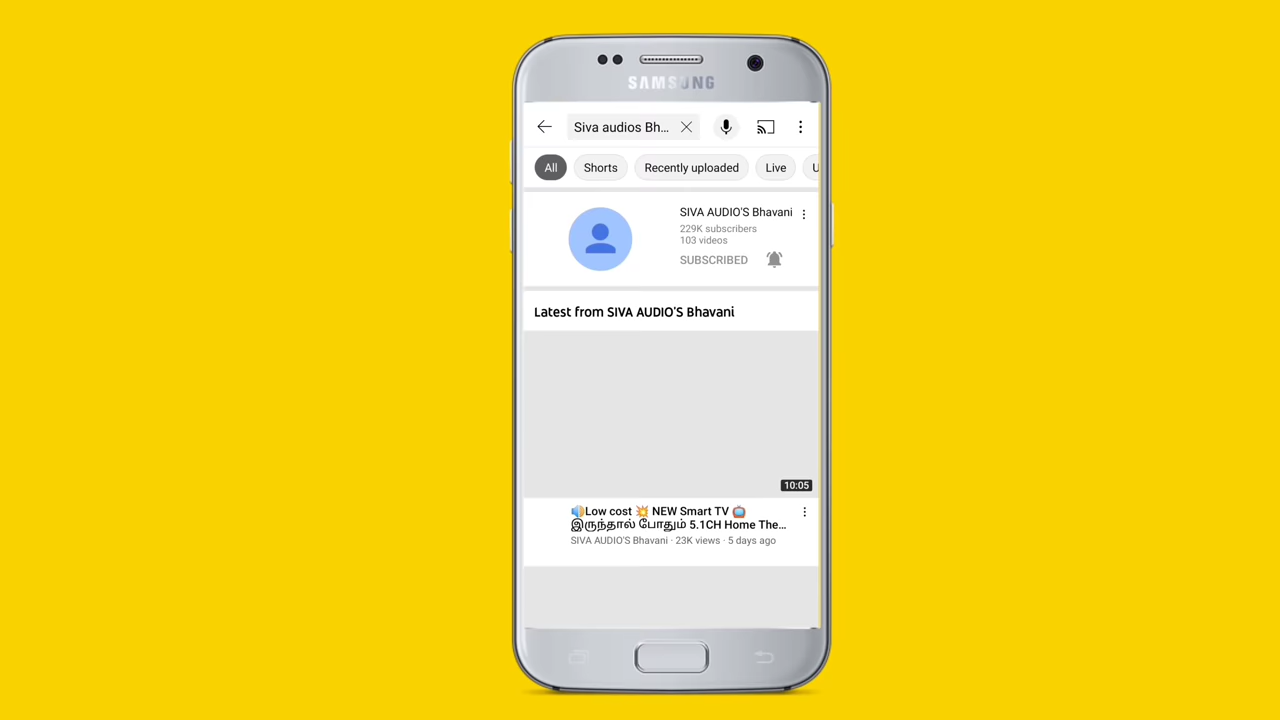 SAMSUNG
Siva audios Bh...
All Shorts Recently uploaded Live U
SIVA AUDIO'S Bhavani
229K subscribers
103 videos
SUBSCRIBED
Latest from SIVA AUDIO'S Bhavani
10:05
🔊Low cost 💥 NEW Smart TV 📺
இருந்தால் போதும் 5.1CH Home The...
SIVA AUDIO'S Bhavani · 23K views · 5 days ago